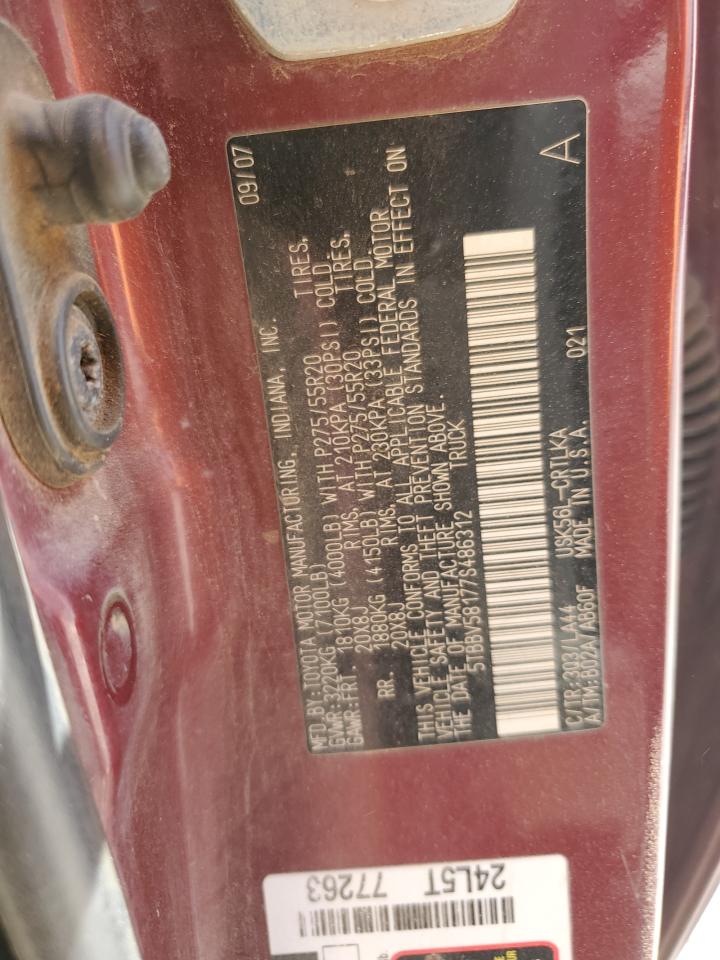 MFD.BY:TOYOTA MOTOR MANUFACTURING, INDIANA, INC. 09/07
GVWR:3220KG (7100LB)
GAWR:FRT. 1810KG (4000LB) WITH P275/55R20 TIRES.
20X8J RIMS, AT 210KPA (30PSI) COLD.
1880KG (4150LB) WITH P275/55R20 TIRES.
RR. 20X8J RIMS, AT 230KPA (33PSI) COLD.
THIS VEHICLE CONFORMS TO ALL APPLICABLE FEDERAL MOTOR
VEHICLE SAFETY AND THEFT PREVENTION STANDARDS IN EFFECT ON
THE DATE OF MANUFACTURE SHOWN ABOVE.
5TBBV58177S486312 TRUCK
C/TR:3Q3/LA44 USK56L-CRTLKA 021 A
A/TM:B02A/AB60F MADE IN U.S.A.
24L5T 77263